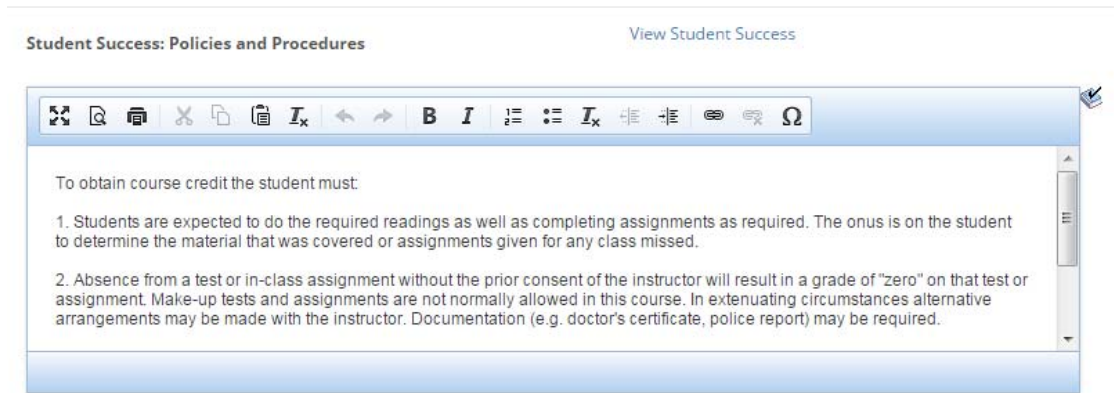 Student Success: Policies and Procedures
View Student Success
To obtain course credit the student must:
1. Students are expected to do the required readings as well as completing assignments as required. The onus is on the student
to determine the material that was covered or assignments given for any class missed.
2. Absence from a test or in-class assignment without the prior consent of the instructor will result in a grade of "zero" on that test or
assignment. Make-up tests and assignments are not normally allowed in this course. In extenuating circumstances alternative
arrangements may be made with the instructor. Documentation (e.g. doctor's certificate, police report) may be required.